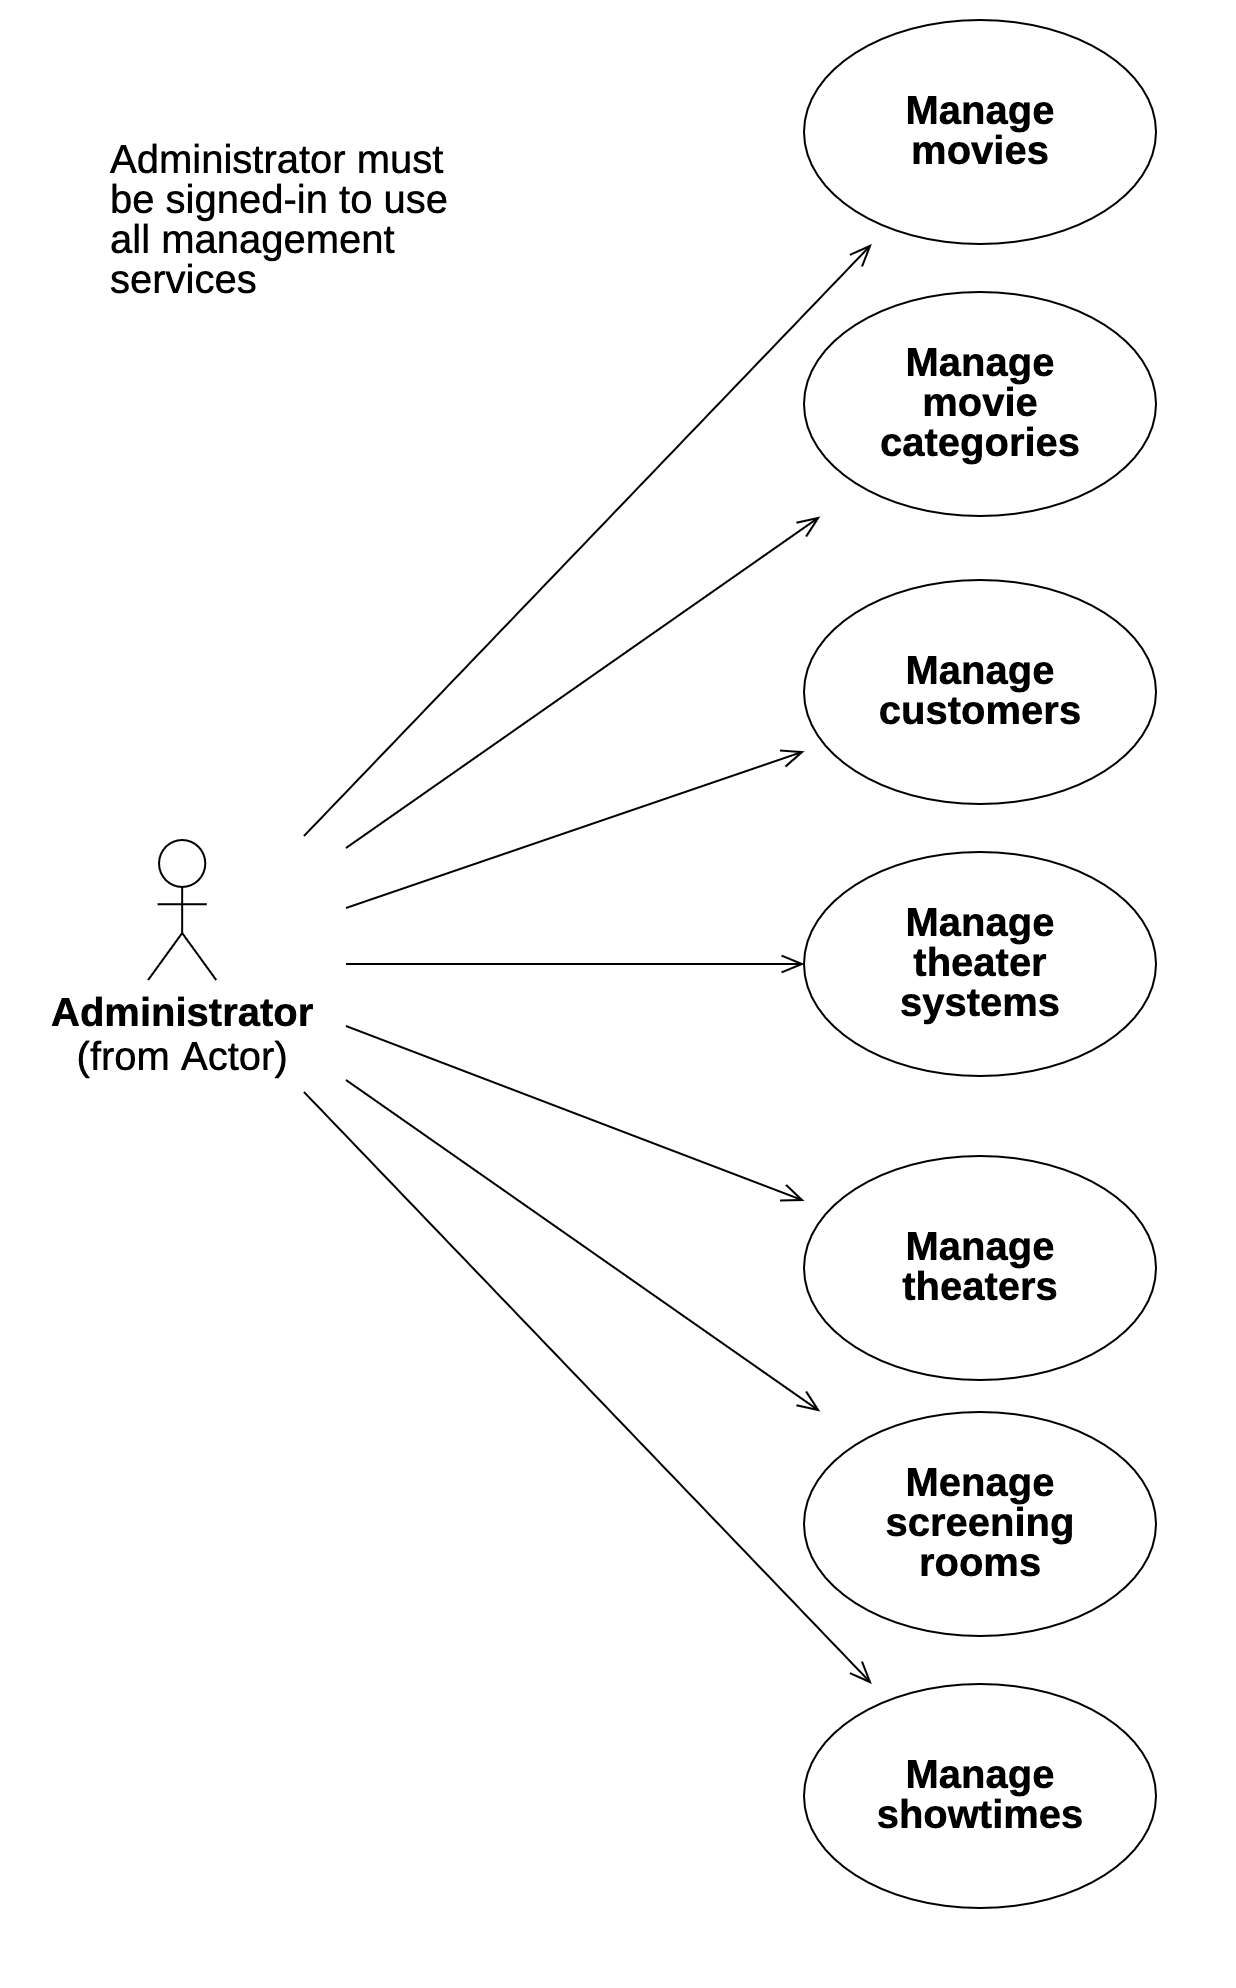 Manage
movies
Administrator must
be signed-in to use
all management
services
Manage
movie
categories
Manage
customers
Manage
theater
systems
Administrator
(from Actor)
Manage
theaters
Menage
screening
rooms
Manage
showtimes